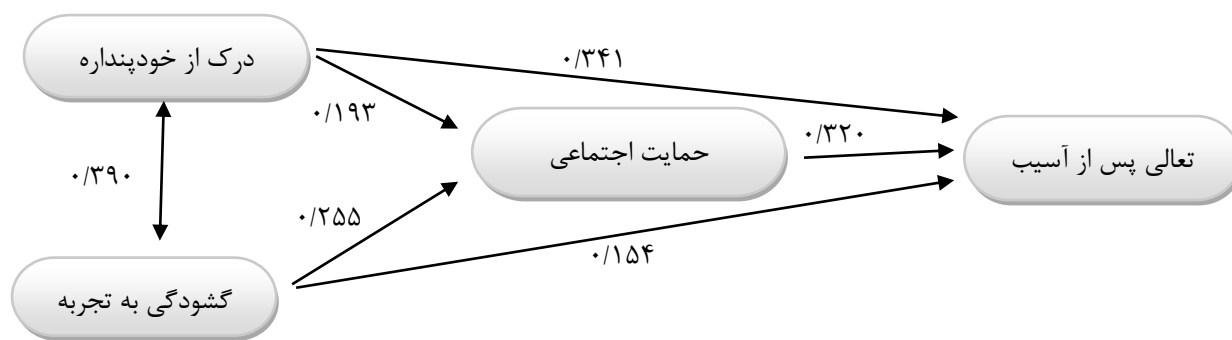 درک از خودپنداره
۰/۳۴۱
۰/۱۹۳
حمایت اجتماعی
۰/۳۲۰
تعالی پس از آسیب
۰/۳۹۰
۰/۲۵۵
۰/۱۵۴
گشودگی به تجربه